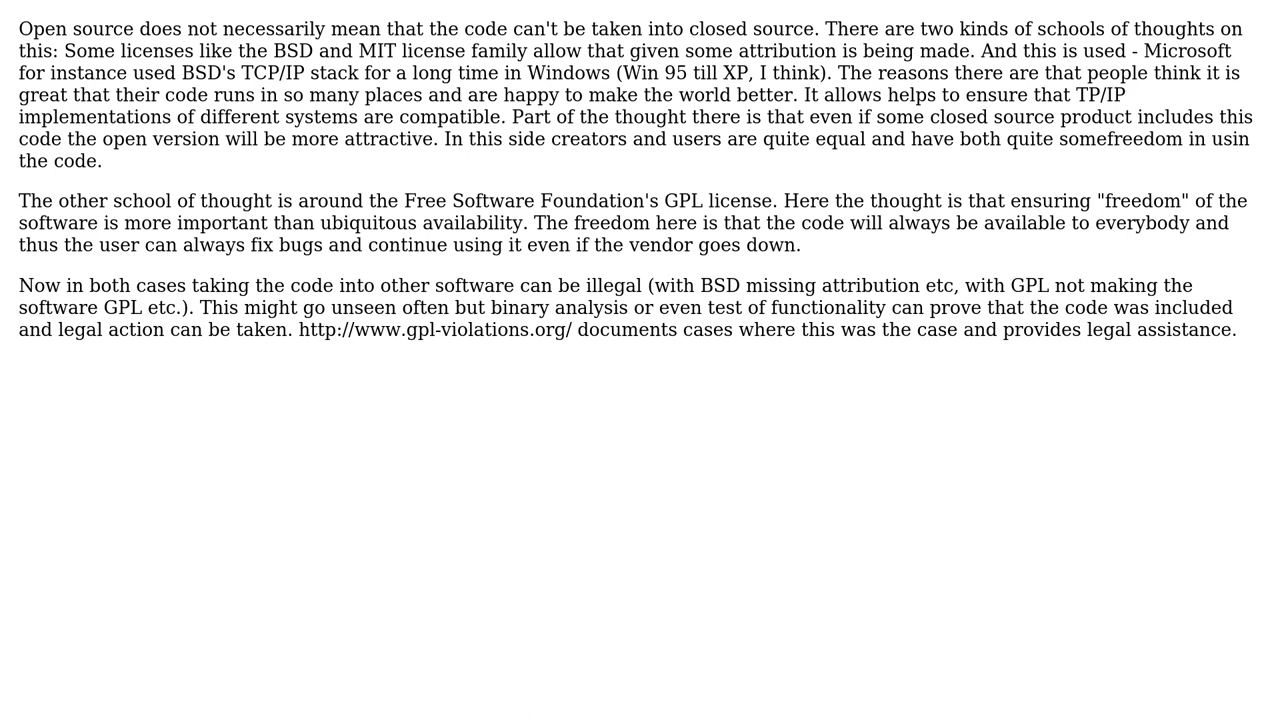 Open source does not necessarily mean that the code can't be taken into closed source. There are two kinds of schools of thoughts on
this: Some licenses like the BSD and MIT license family allow that given some attribution is being made. And this is used - Microsoft
for instance used BSD's TCP/IP stack for a long time in Windows (Win 95 till XP, I think). The reasons there are that people think it is
great that their code runs in so many places and are happy to make the world better. It allows helps to ensure that TP/IP
implementations of different systems are compatible. Part of the thought there is that even if some closed source product includes this
code the open version will be more attractive. In this side creators and users are quite equal and have both quite somefreedom in usin
the code.
The other school of thought is around the Free Software Foundation's GPL license. Here the thought is that ensuring "freedom" of the
software is more important than ubiquitous availability. The freedom here is that the code will always be available to everybody and
thus the user can always fix bugs and continue using it even if the vendor goes down.
Now in both cases taking the code into other software can be illegal (with BSD missing attribution etc, with GPL not making the
software GPL etc.). This might go unseen often but binary analysis or even test of functionality can prove that the code was included
and legal action can be taken. http://www.gpl-violations.org/ documents cases where this was the case and provides legal assistance.